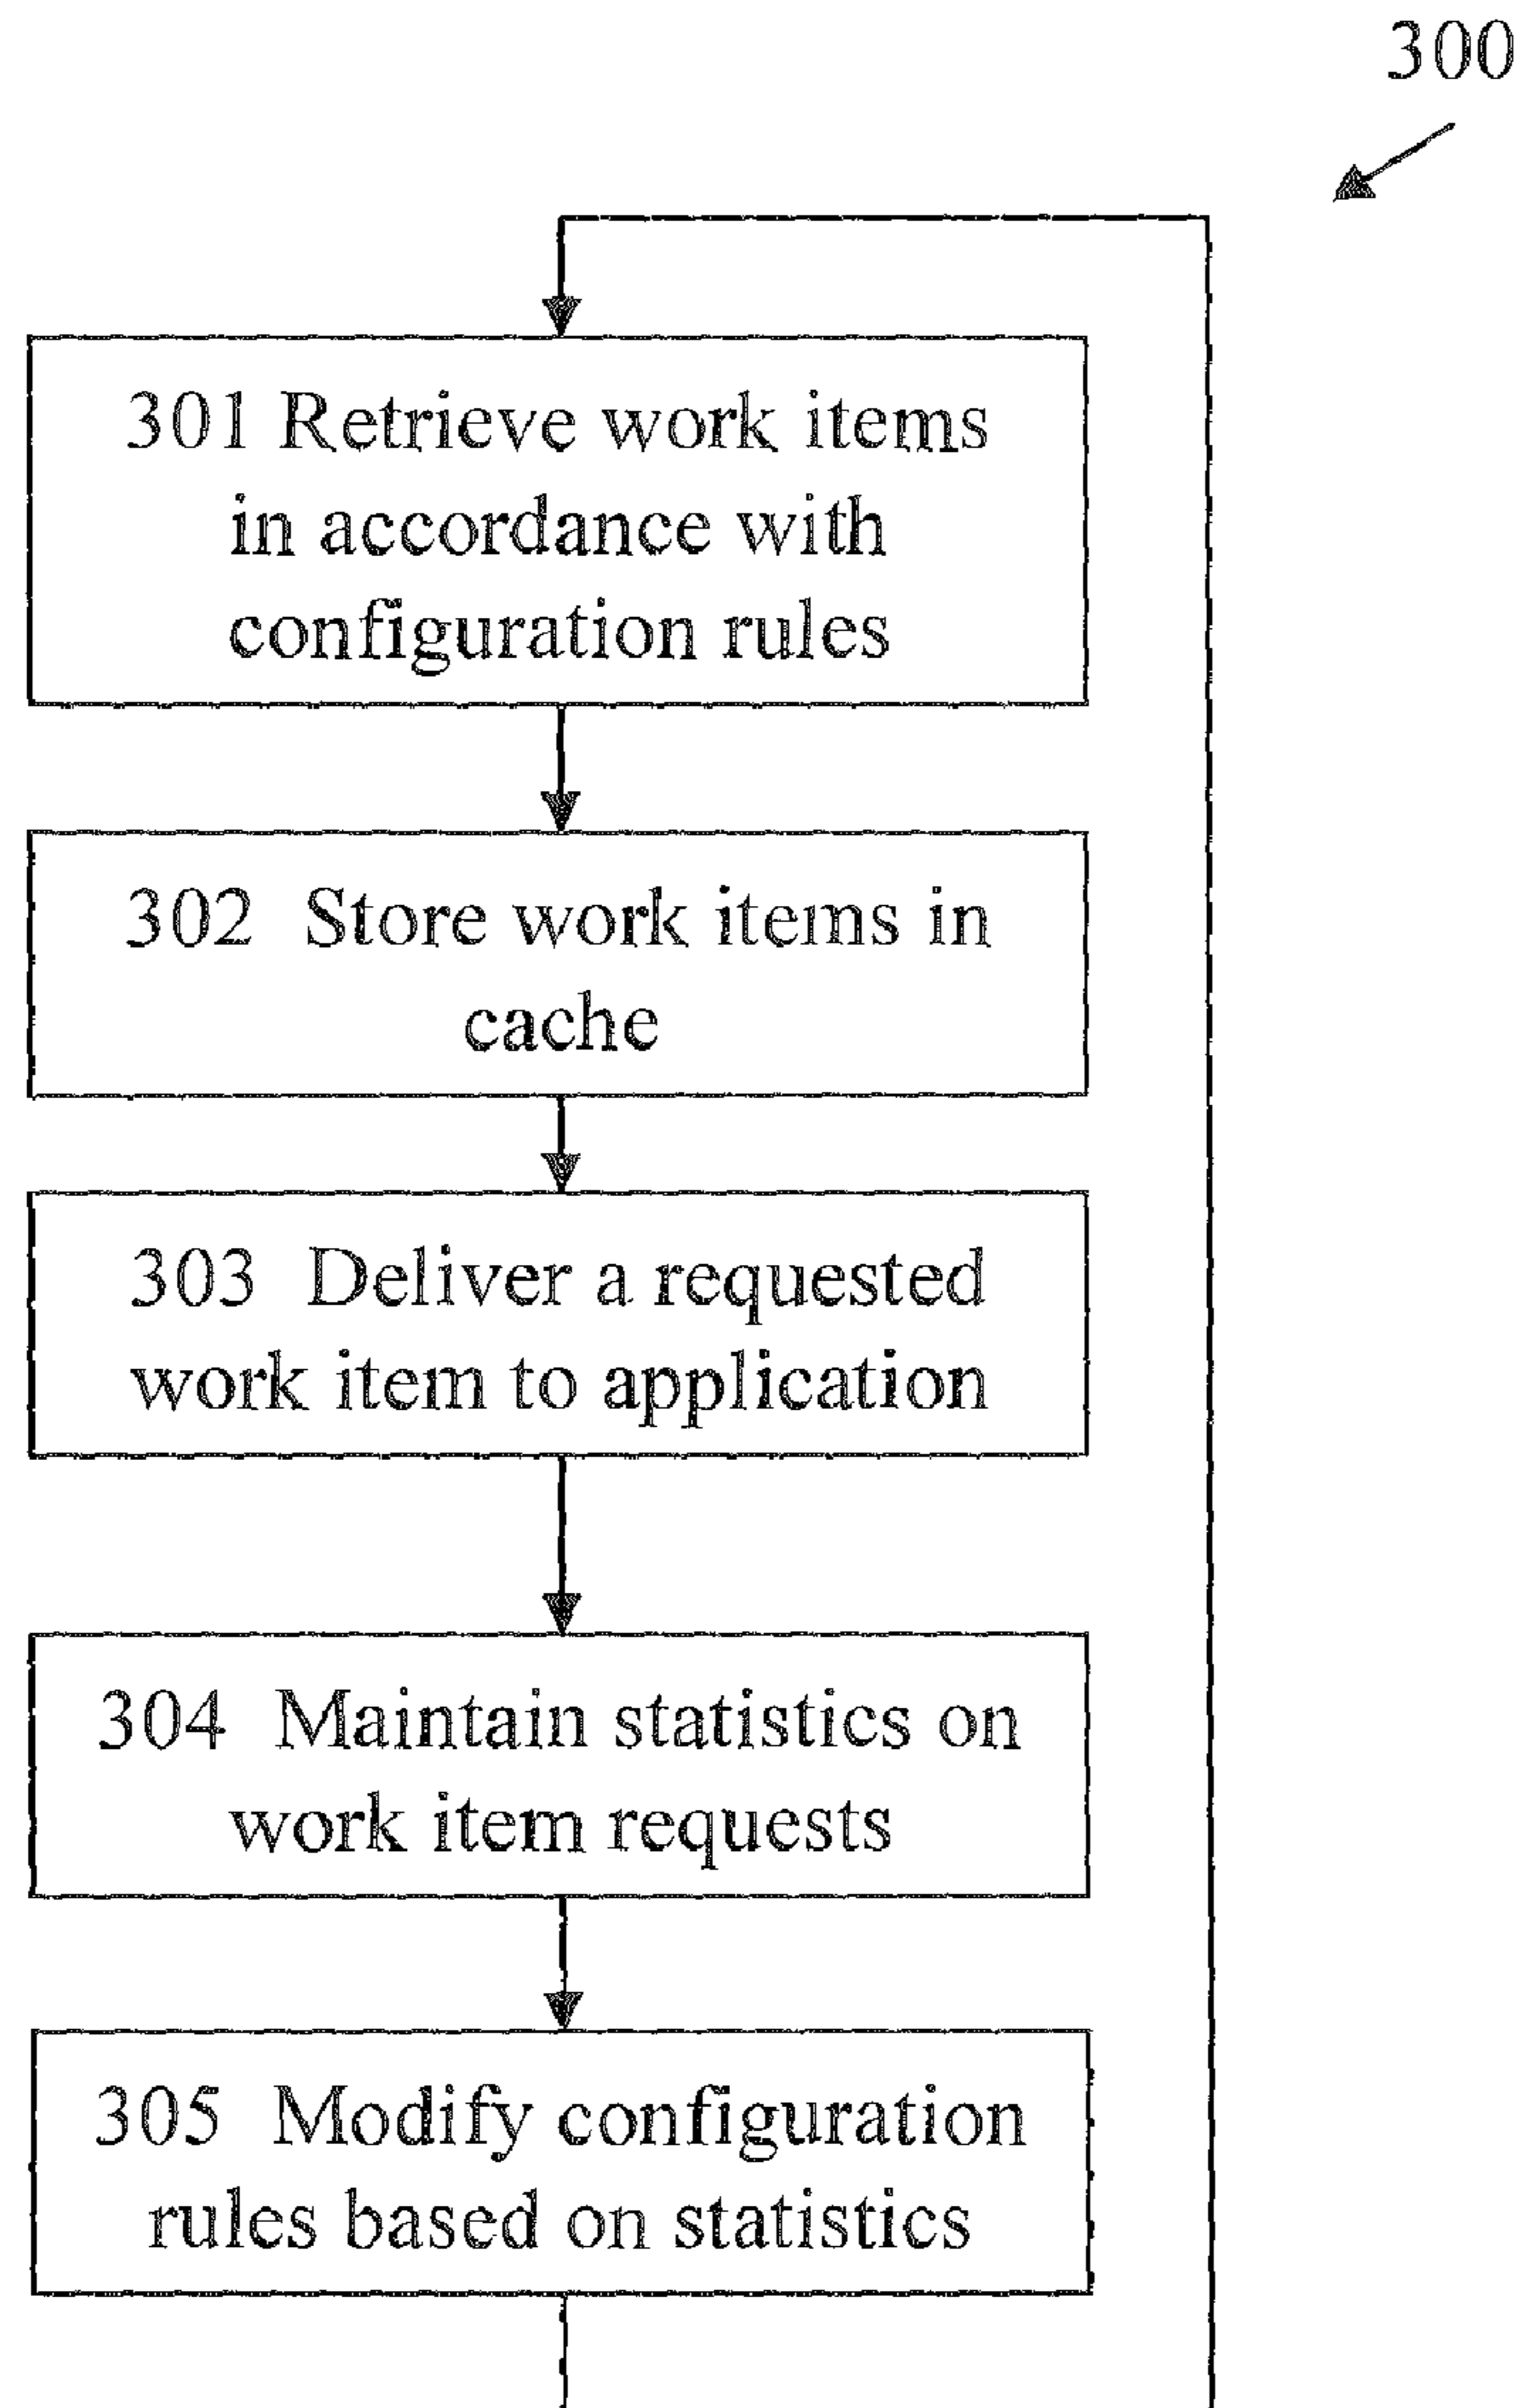 300
301 Retrieve work items
in accordance with
configuration rules
302 Store work items in
cache
303 Deliver a requested
work item to application
304 Maintain statistics on
work item requests
305 Modify configuration
rules based on statistics